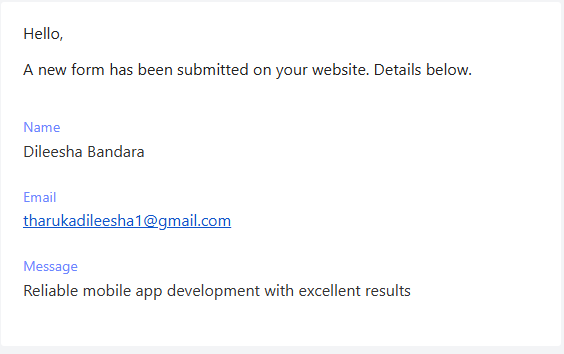 Hello,
A new form has been submitted on your website. Details below.
Name
Dileesha Bandara
Email
tharukadileesha1@gmail.com
Message
Reliable mobile app development with excellent results